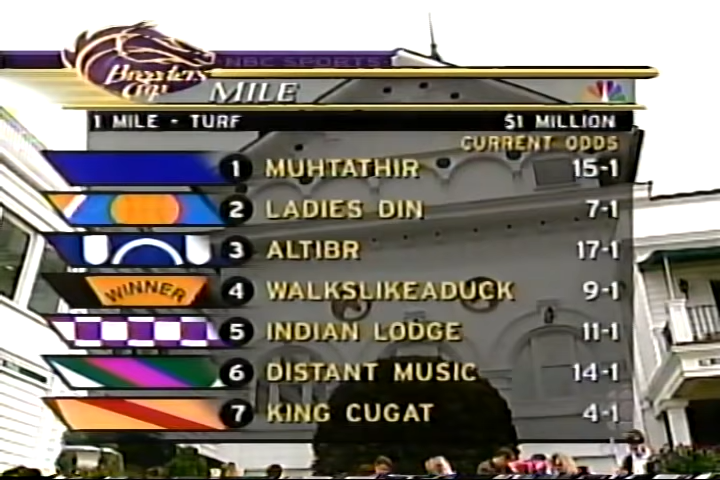 NBC SPORTS
Breeders'
Cup
MILE
1 MILE - TURF $1 MILLION
CURRENT ODDS
1 MUHTATHIR 15-1
2 LADIES DIN 7-1
3 ALTIBR 17-1
WINNER 4 WALKSLIKEADUCK 9-1
5 INDIAN LODGE 11-1
6 DISTANT MUSIC 14-1
7 KING CUGAT 4-1